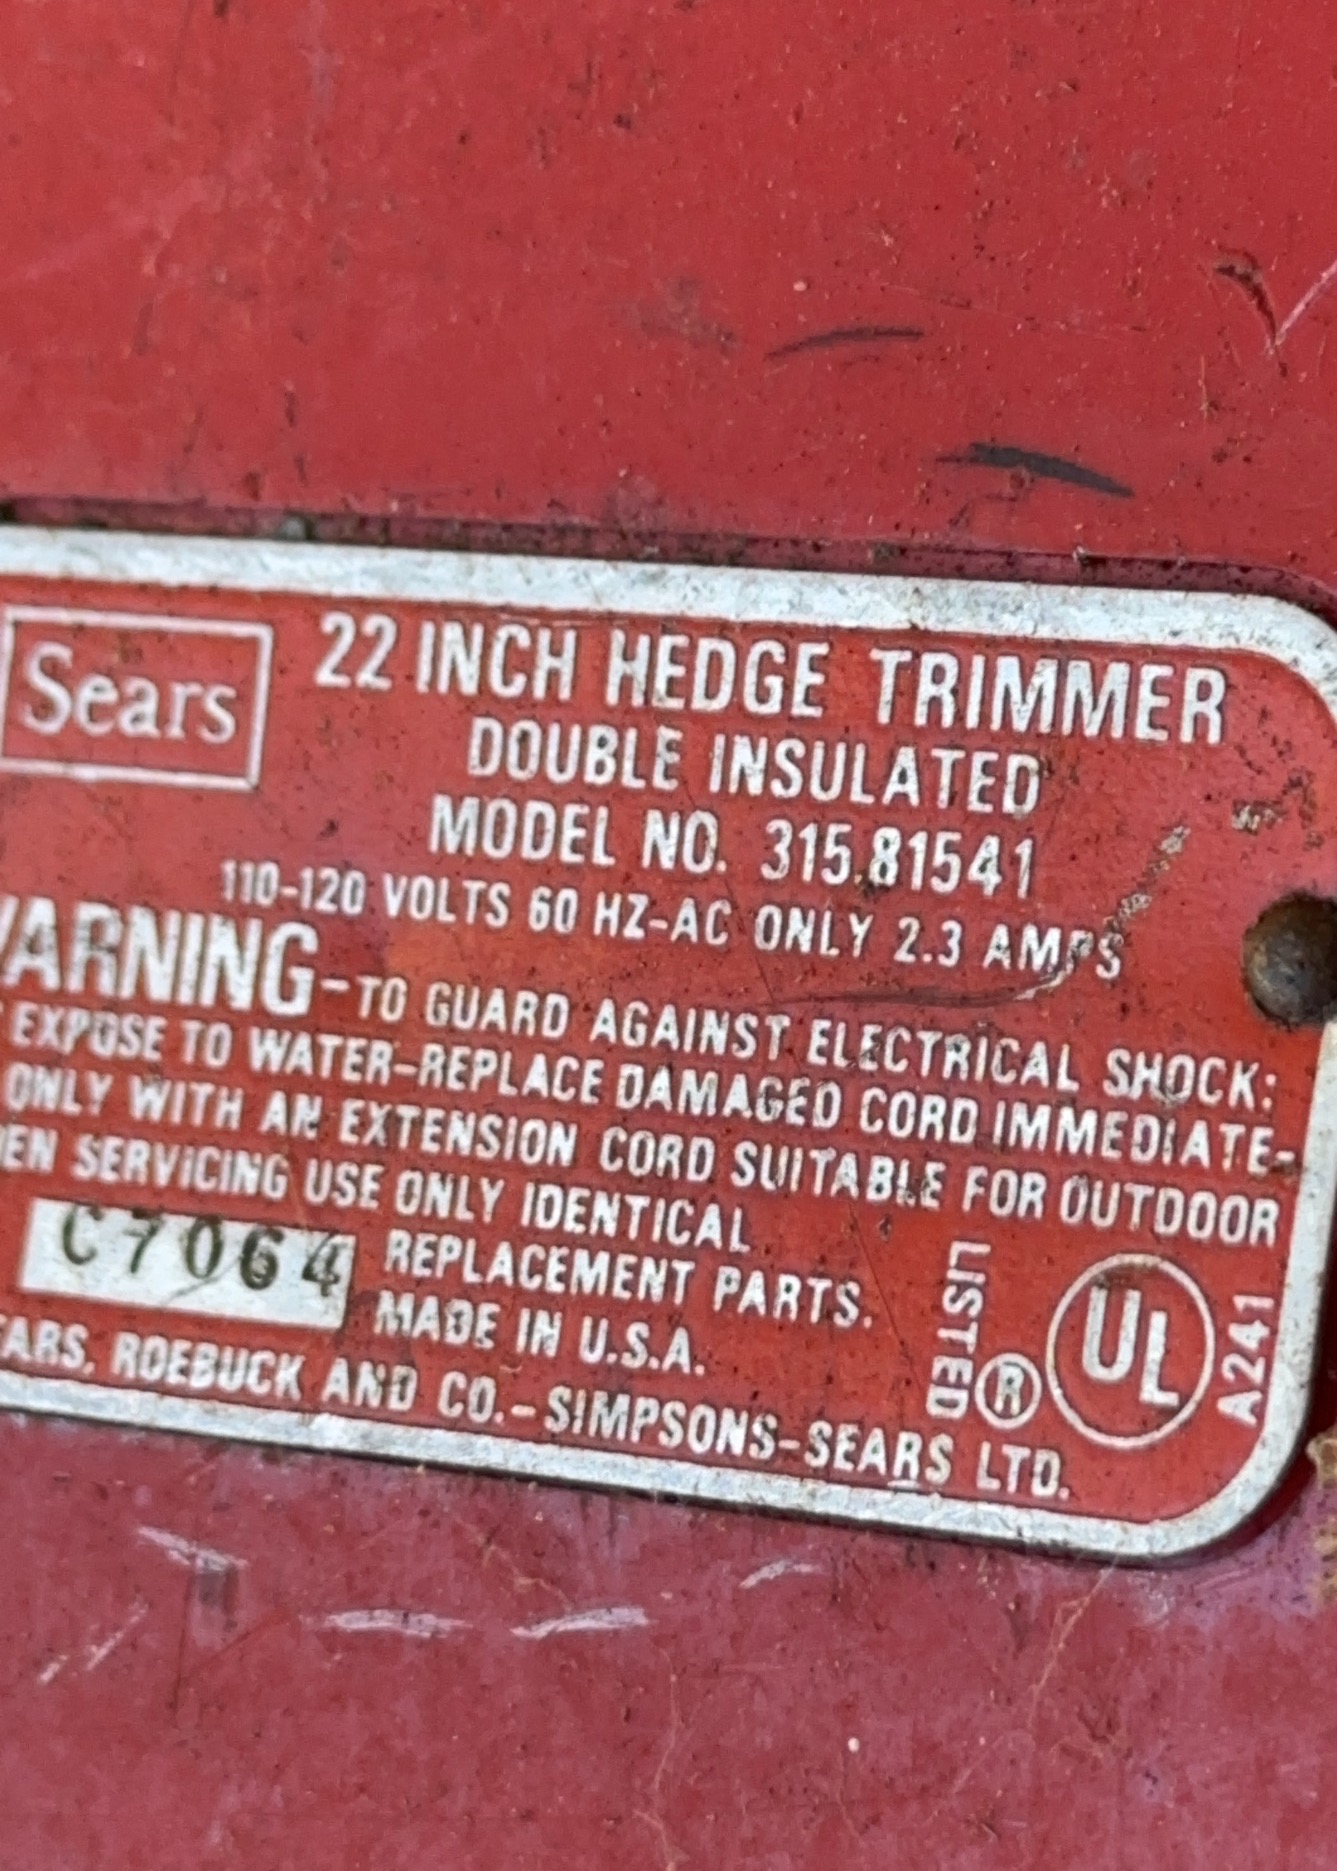 Sears
22 INCH HEDGE TRIMMER
DOUBLE INSULATED
MODEL NO. 315.81541
110-120 VOLTS 60 HZ-AC ONLY 2.3 AMPS
WARNING-TO GUARD AGAINST ELECTRICAL SHOCK:
EXPOSE TO WATER-REPLACE DAMAGED CORD IMMEDIATE-
ONLY WITH AN EXTENSION CORD SUITABLE FOR OUTDOOR
EN SERVICING USE ONLY IDENTICAL
C7064 REPLACEMENT PARTS.
MADE IN U.S.A.
EARS, ROEBUCK AND CO.-SIMPSONS-SEARS LTD.
LISTED
®
UL
A241